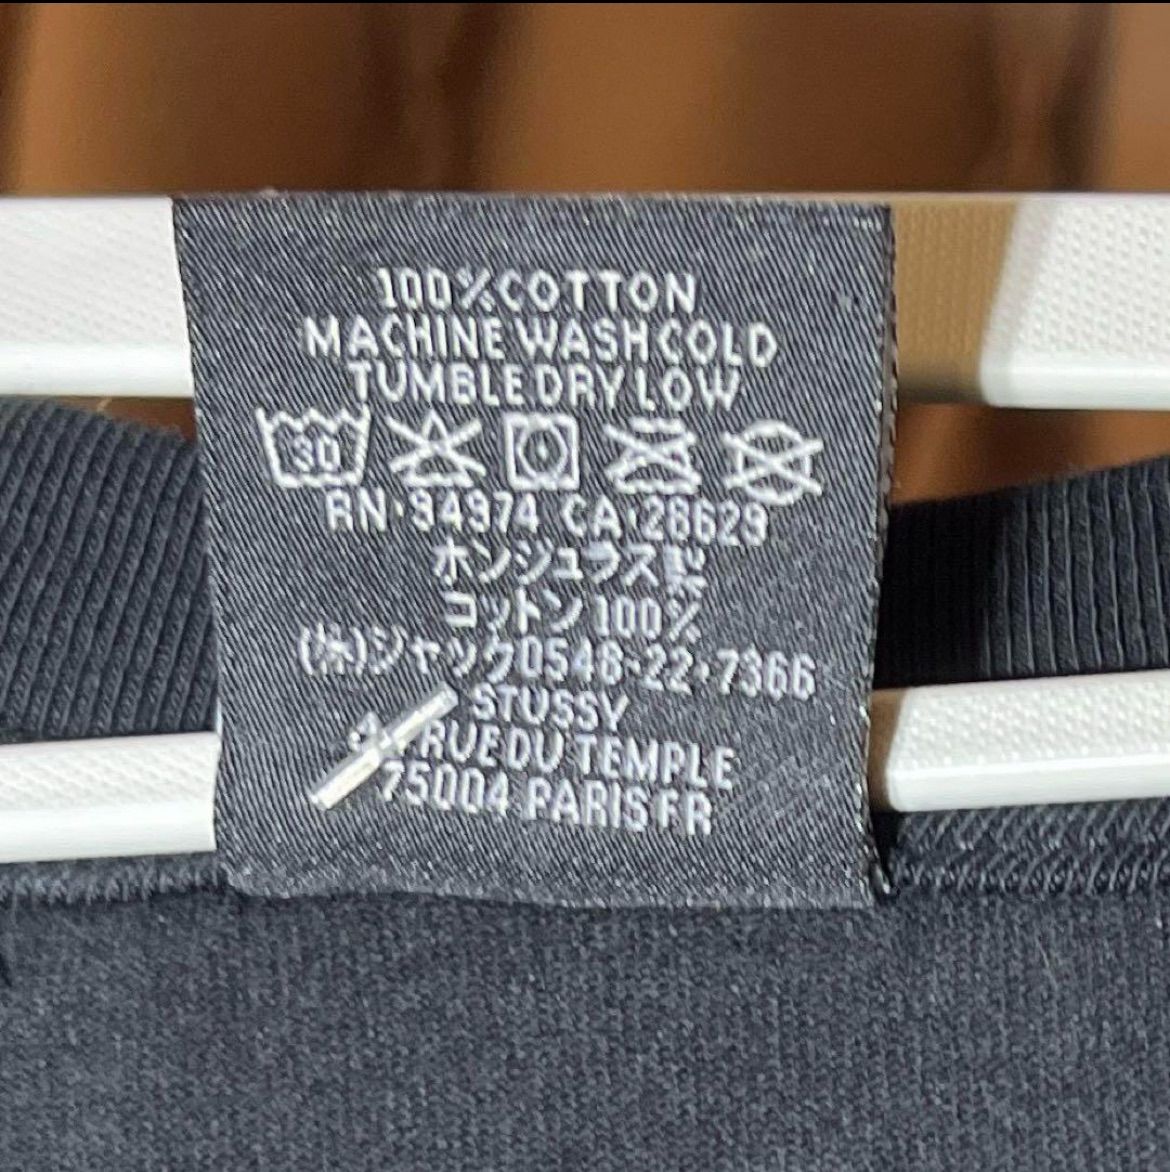 100%COTTON
MACHINE WASH COLD
TUMBLE DRY LOW
30
RN·94974 CA·28629
ホンジュラス製
コットン100%
(株)ジャック0548-22-7366
STUSSY
RUE DU TEMPLE
75004 PARIS FR